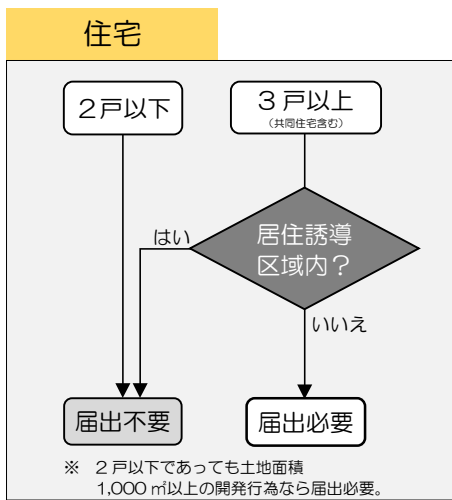 住宅
２戸以下
３戸以上
（共同住宅含む）
はい
居住誘導
区域内？
いいえ
届出不要
届出必要
※　２戸以下であっても土地面積
1,000 ㎡以上の開発行為なら届出必要。